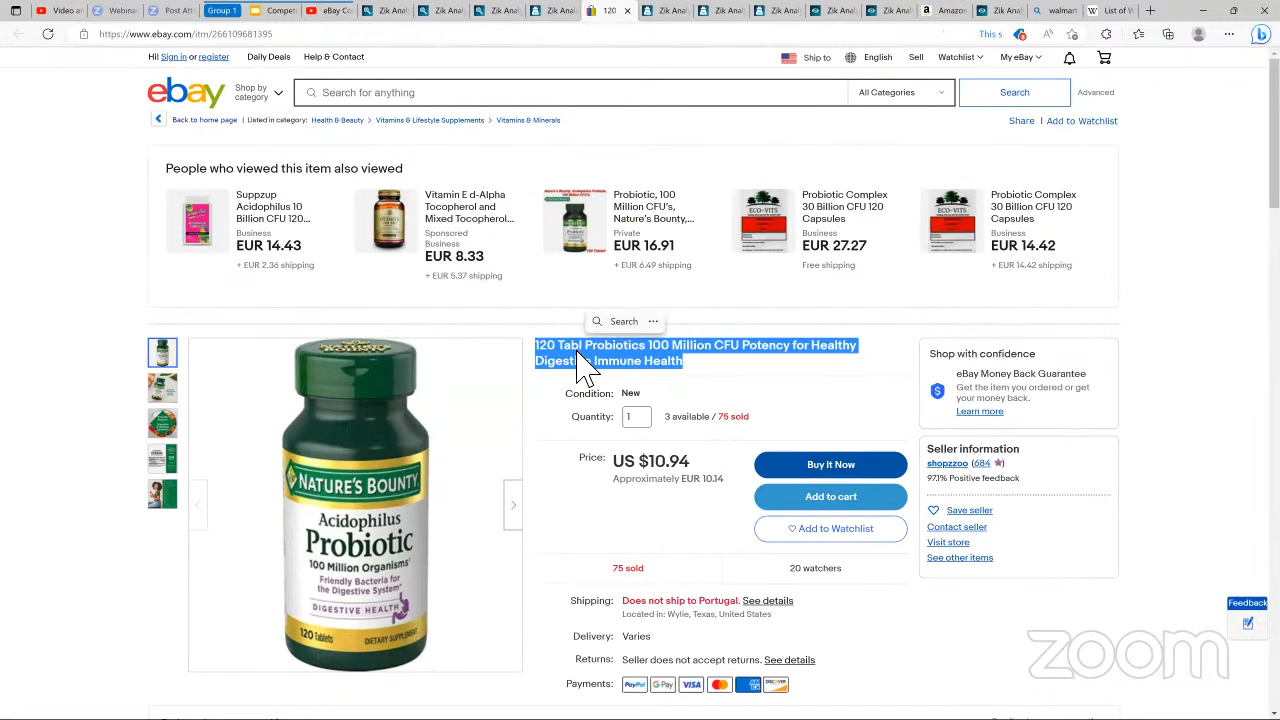 Video an
Webinar
Zest Post
Group 1
Compet
eBay C
Zik Ana
Zik Anal
Zik Anal
Zik Anal
120
Zik Ana
Zik Ana
Zik Ana
Amazon
Zik Ana
walmart
List of V
https://www.ebay.com/itm/266109681395
This s
Hi! Sign in or register
Daily Deals
Help & Contact
Ship to
English
Sell
Watchlist
My eBay
ebay
Shop by category
Search for anything
All Categories
Search
Advanced
Back to home page | Listed in category: Health & Beauty > Vitamins & Lifestyle Supplements > Vitamins & Minerals
Share | Add to Watchlist
People who viewed this item also viewed
Suppzup
Acidophilus 10
Billion CFU 120...
Business
EUR 14.43
+ EUR 2.36 shipping
Vitamin E d-Alpha
Tocopherol and
Mixed Tocopherol...
Sponsored
Business
EUR 8.33
+ EUR 5.37 shipping
Probiotic, 100
Million CFU's,
Nature's Bounty,...
Private
EUR 16.91
+ EUR 6.49 shipping
Probiotic Complex
30 Billion CFU 120
Capsules
Business
EUR 27.27
Free shipping
Probiotic Complex
30 Billion CFU 120
Capsules
Business
EUR 14.42
+ EUR 14.42 shipping
Search
120 Tabl Probiotics 100 Million CFU Potency for Healthy
Digestive Immune Health
Condition: New
Quantity: 1 3 available / 75 sold
Price: US $10.94
Approximately EUR 10.14
Buy It Now
Add to cart
Add to Watchlist
75 sold
20 watchers
Shipping: Does not ship to Portugal. See details
Located in: Wylie, Texas, United States
Delivery: Varies
Returns: Seller does not accept returns. See details
Payments: PayPal G Pay VISA DISCOVER
NATURE'S BOUNTY
Acidophilus
Probiotic
100 Million Organisms
Friendly Bacteria for
the Digestive System
DIGESTIVE HEALTH
120 Tablets
DIETARY SUPPLEMENT
Shop with confidence
eBay Money Back Guarantee
Get the item you ordered or get
your money back.
Learn more
Seller information
shopzzoo (684)
97.1% Positive feedback
Save seller
Contact seller
Visit store
See other items
Feedback
zoom